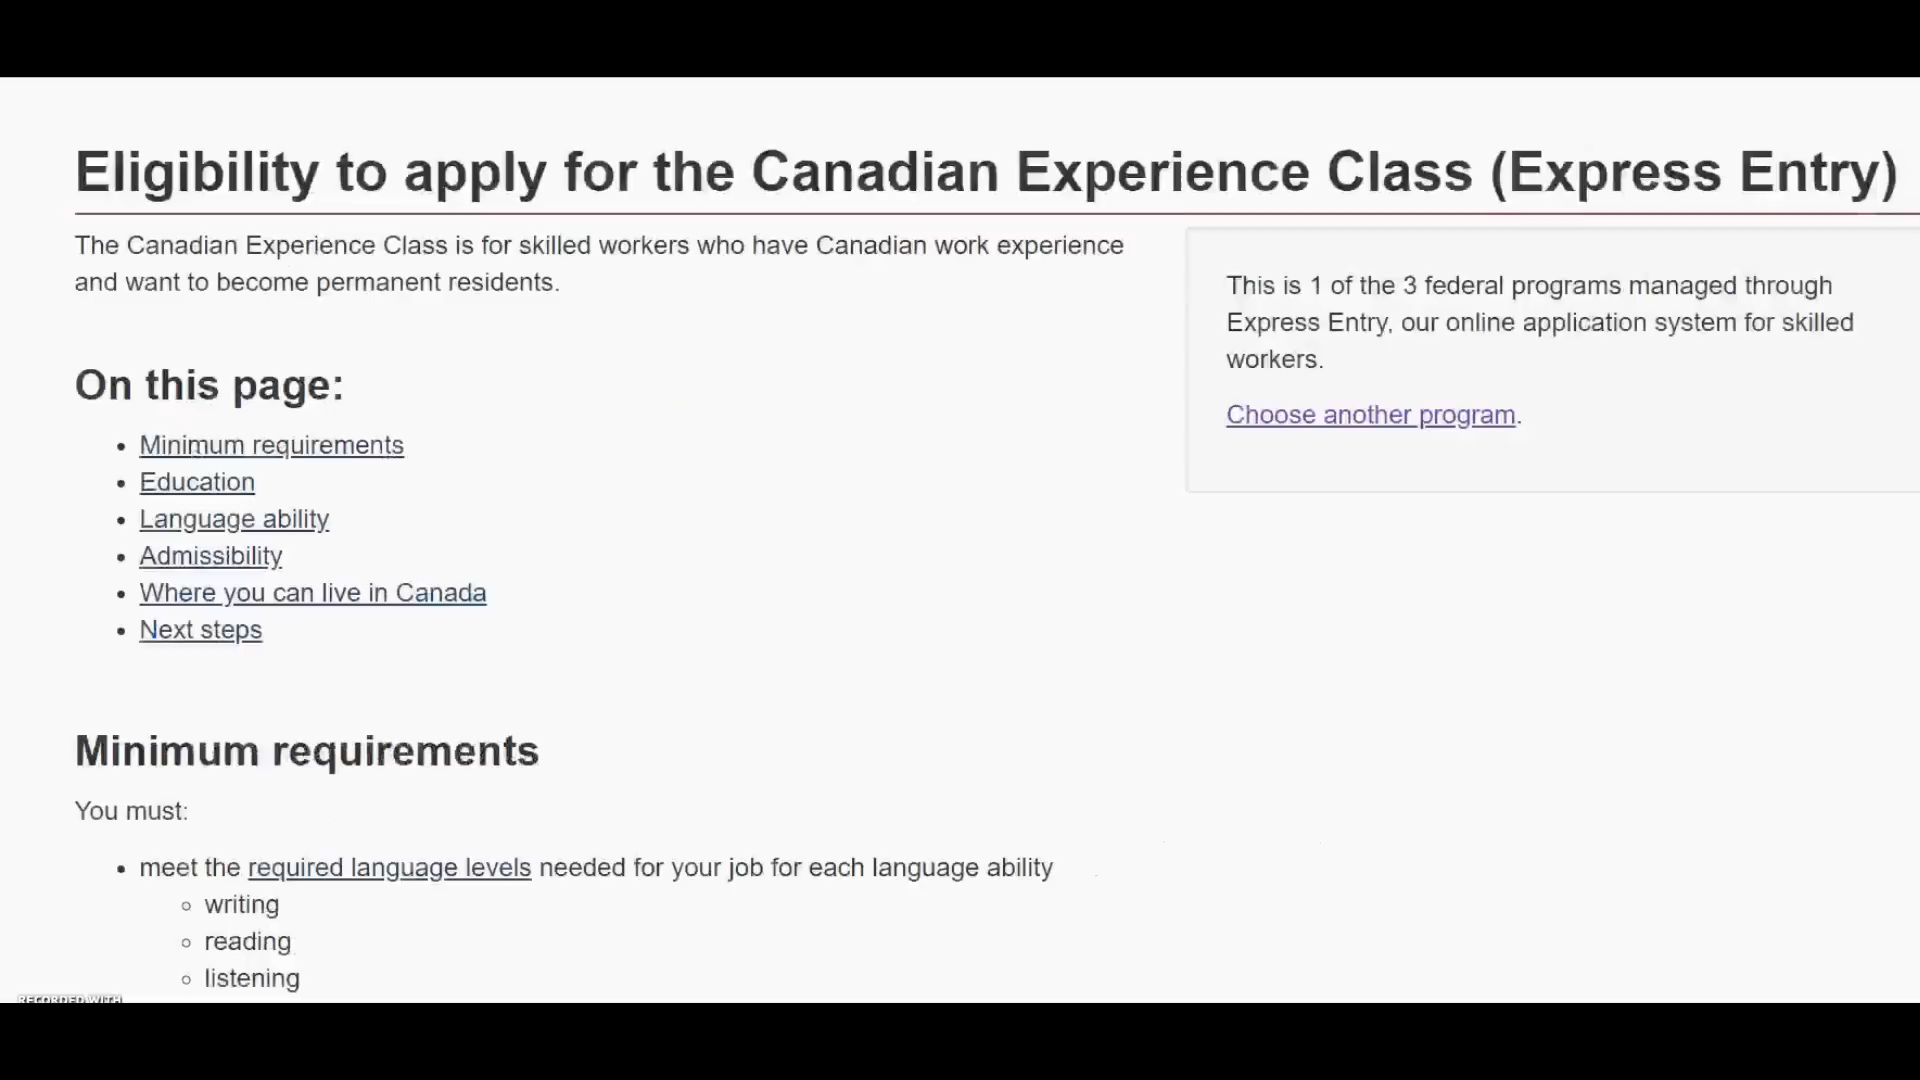 Eligibility to apply for the Canadian Experience Class (Express Entry)
The Canadian Experience Class is for skilled workers who have Canadian work experience
and want to become permanent residents.
This is 1 of the 3 federal programs managed through
Express Entry, our online application system for skilled
workers.
Choose another program.
On this page:
• Minimum requirements
• Education
• Language ability
• Admissibility
• Where you can live in Canada
• Next steps
Minimum requirements
You must:
• meet the required language levels needed for your job for each language ability
◦ writing
◦ reading
◦ listening
RECORDED WITH